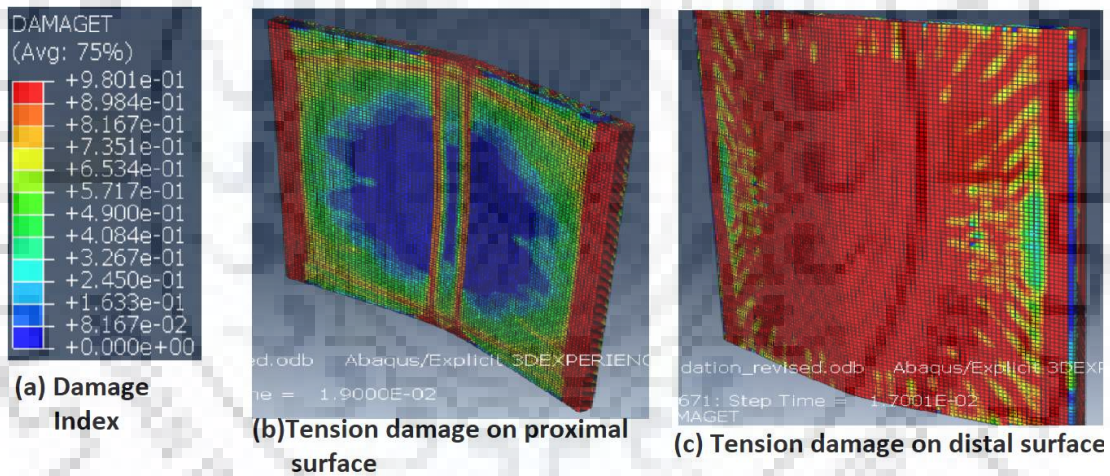 DAMAGET
(Avg: 75%)
+9.801e-01
+8.984e-01
+8.167e-01
+7.351e-01
+6.534e-01
+5.717e-01
+4.900e-01
+4.084e-01
+3.267e-01
+2.450e-01
+1.633e-01
+8.167e-02
+0.000e+00
(a) Damage
Index
sed.odb Abaqus/Explicit 3DEXPERIENC
ne = 1.9000E-02
(b)Tension damage on proximal
surface
dation_revised.odb Abaqus/Explicit 3DEXP
671: Step Time = 1.7001E-02
MAGET
(c) Tension damage on distal surface